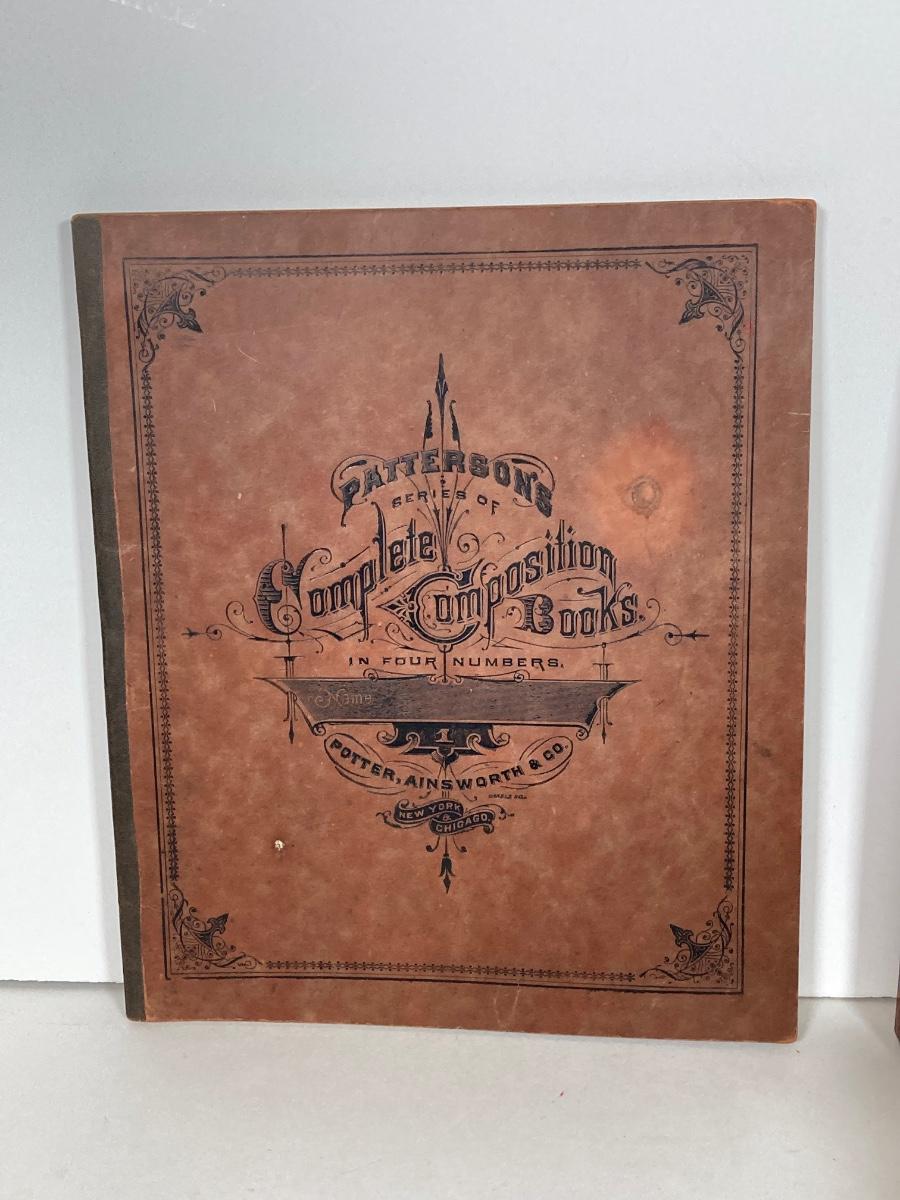 PATTERSON'S
SERIES OF
Complete Composition Books.
IN FOUR NUMBERS.
Name
1
POTTER, AINSWORTH & CO.
NEW YORK & CHICAGO.